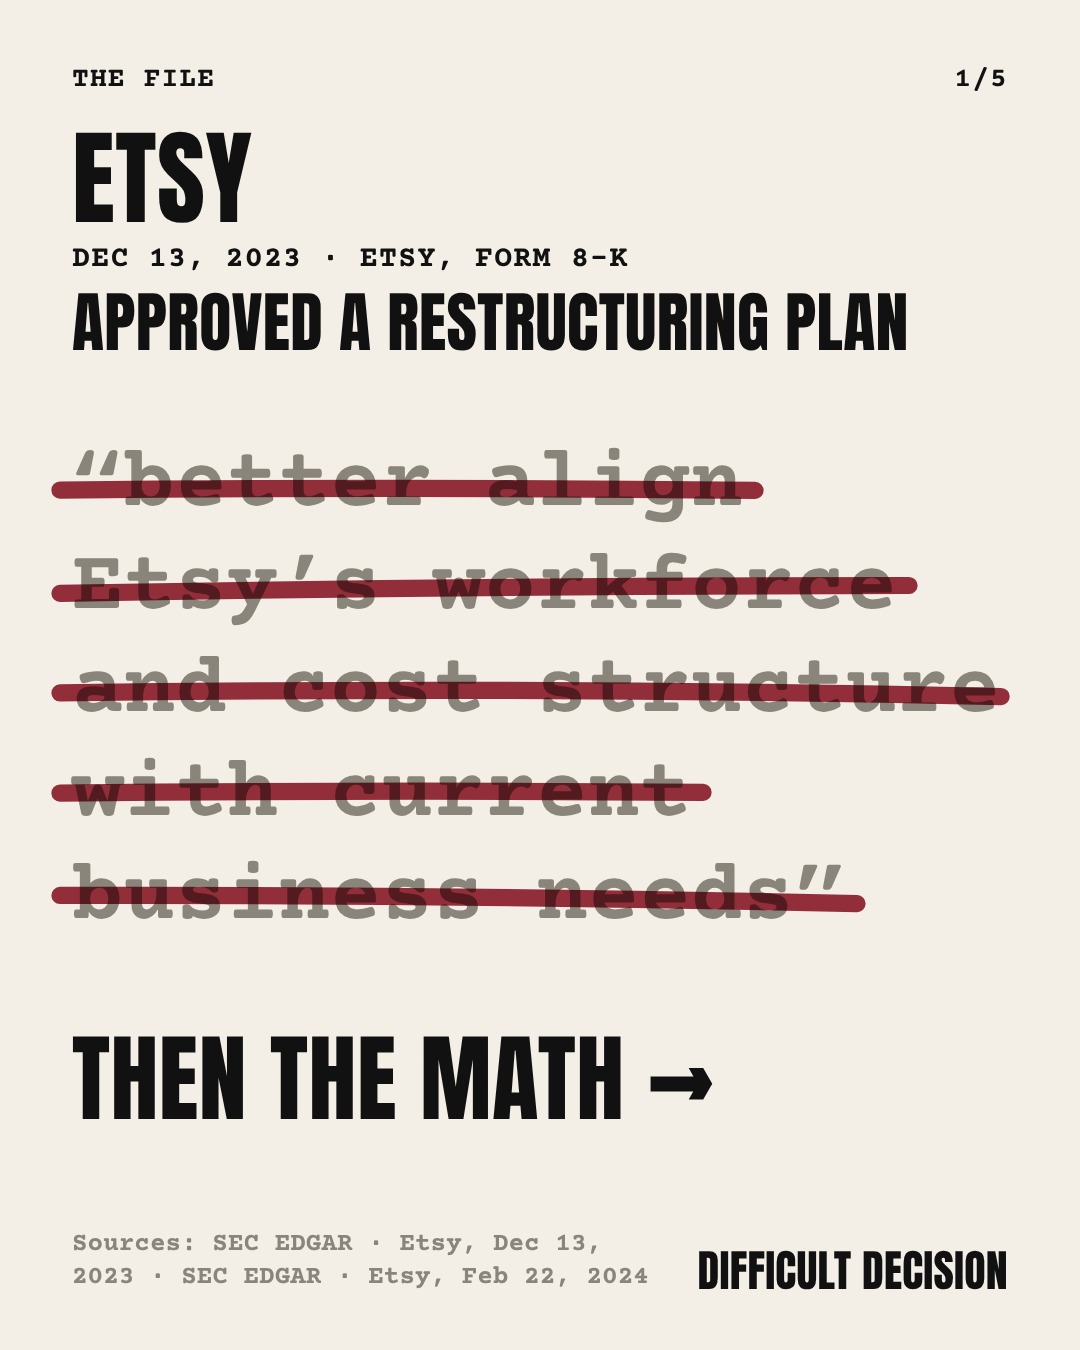 THE FILE
1/5
ETSY
DEC 13, 2023 · ETSY, FORM 8-K
APPROVED A RESTRUCTURING PLAN
“better align
Etsy’s workforce
and cost structure
with current
business needs”
THEN THE MATH →
Sources: SEC EDGAR · Etsy, Dec 13,
2023 · SEC EDGAR · Etsy, Feb 22, 2024
DIFFICULT DECISION